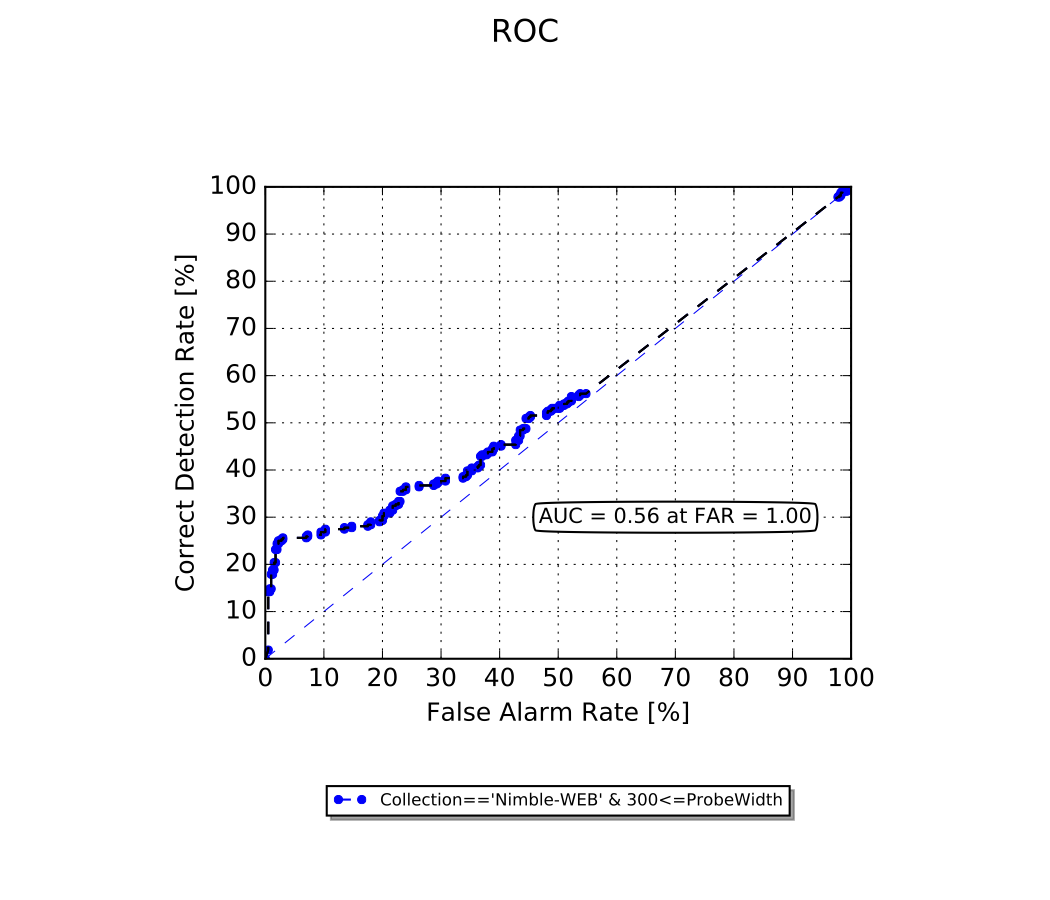 ROC
100
90
80
70
60
50
40
30
20
10
0
Correct Detection Rate [%]
AUC = 0.56 at FAR = 1.00
0 10 20 30 40 50 60 70 80 90 100
False Alarm Rate [%]
Collection=='Nimble-WEB' & 300<=ProbeWidth